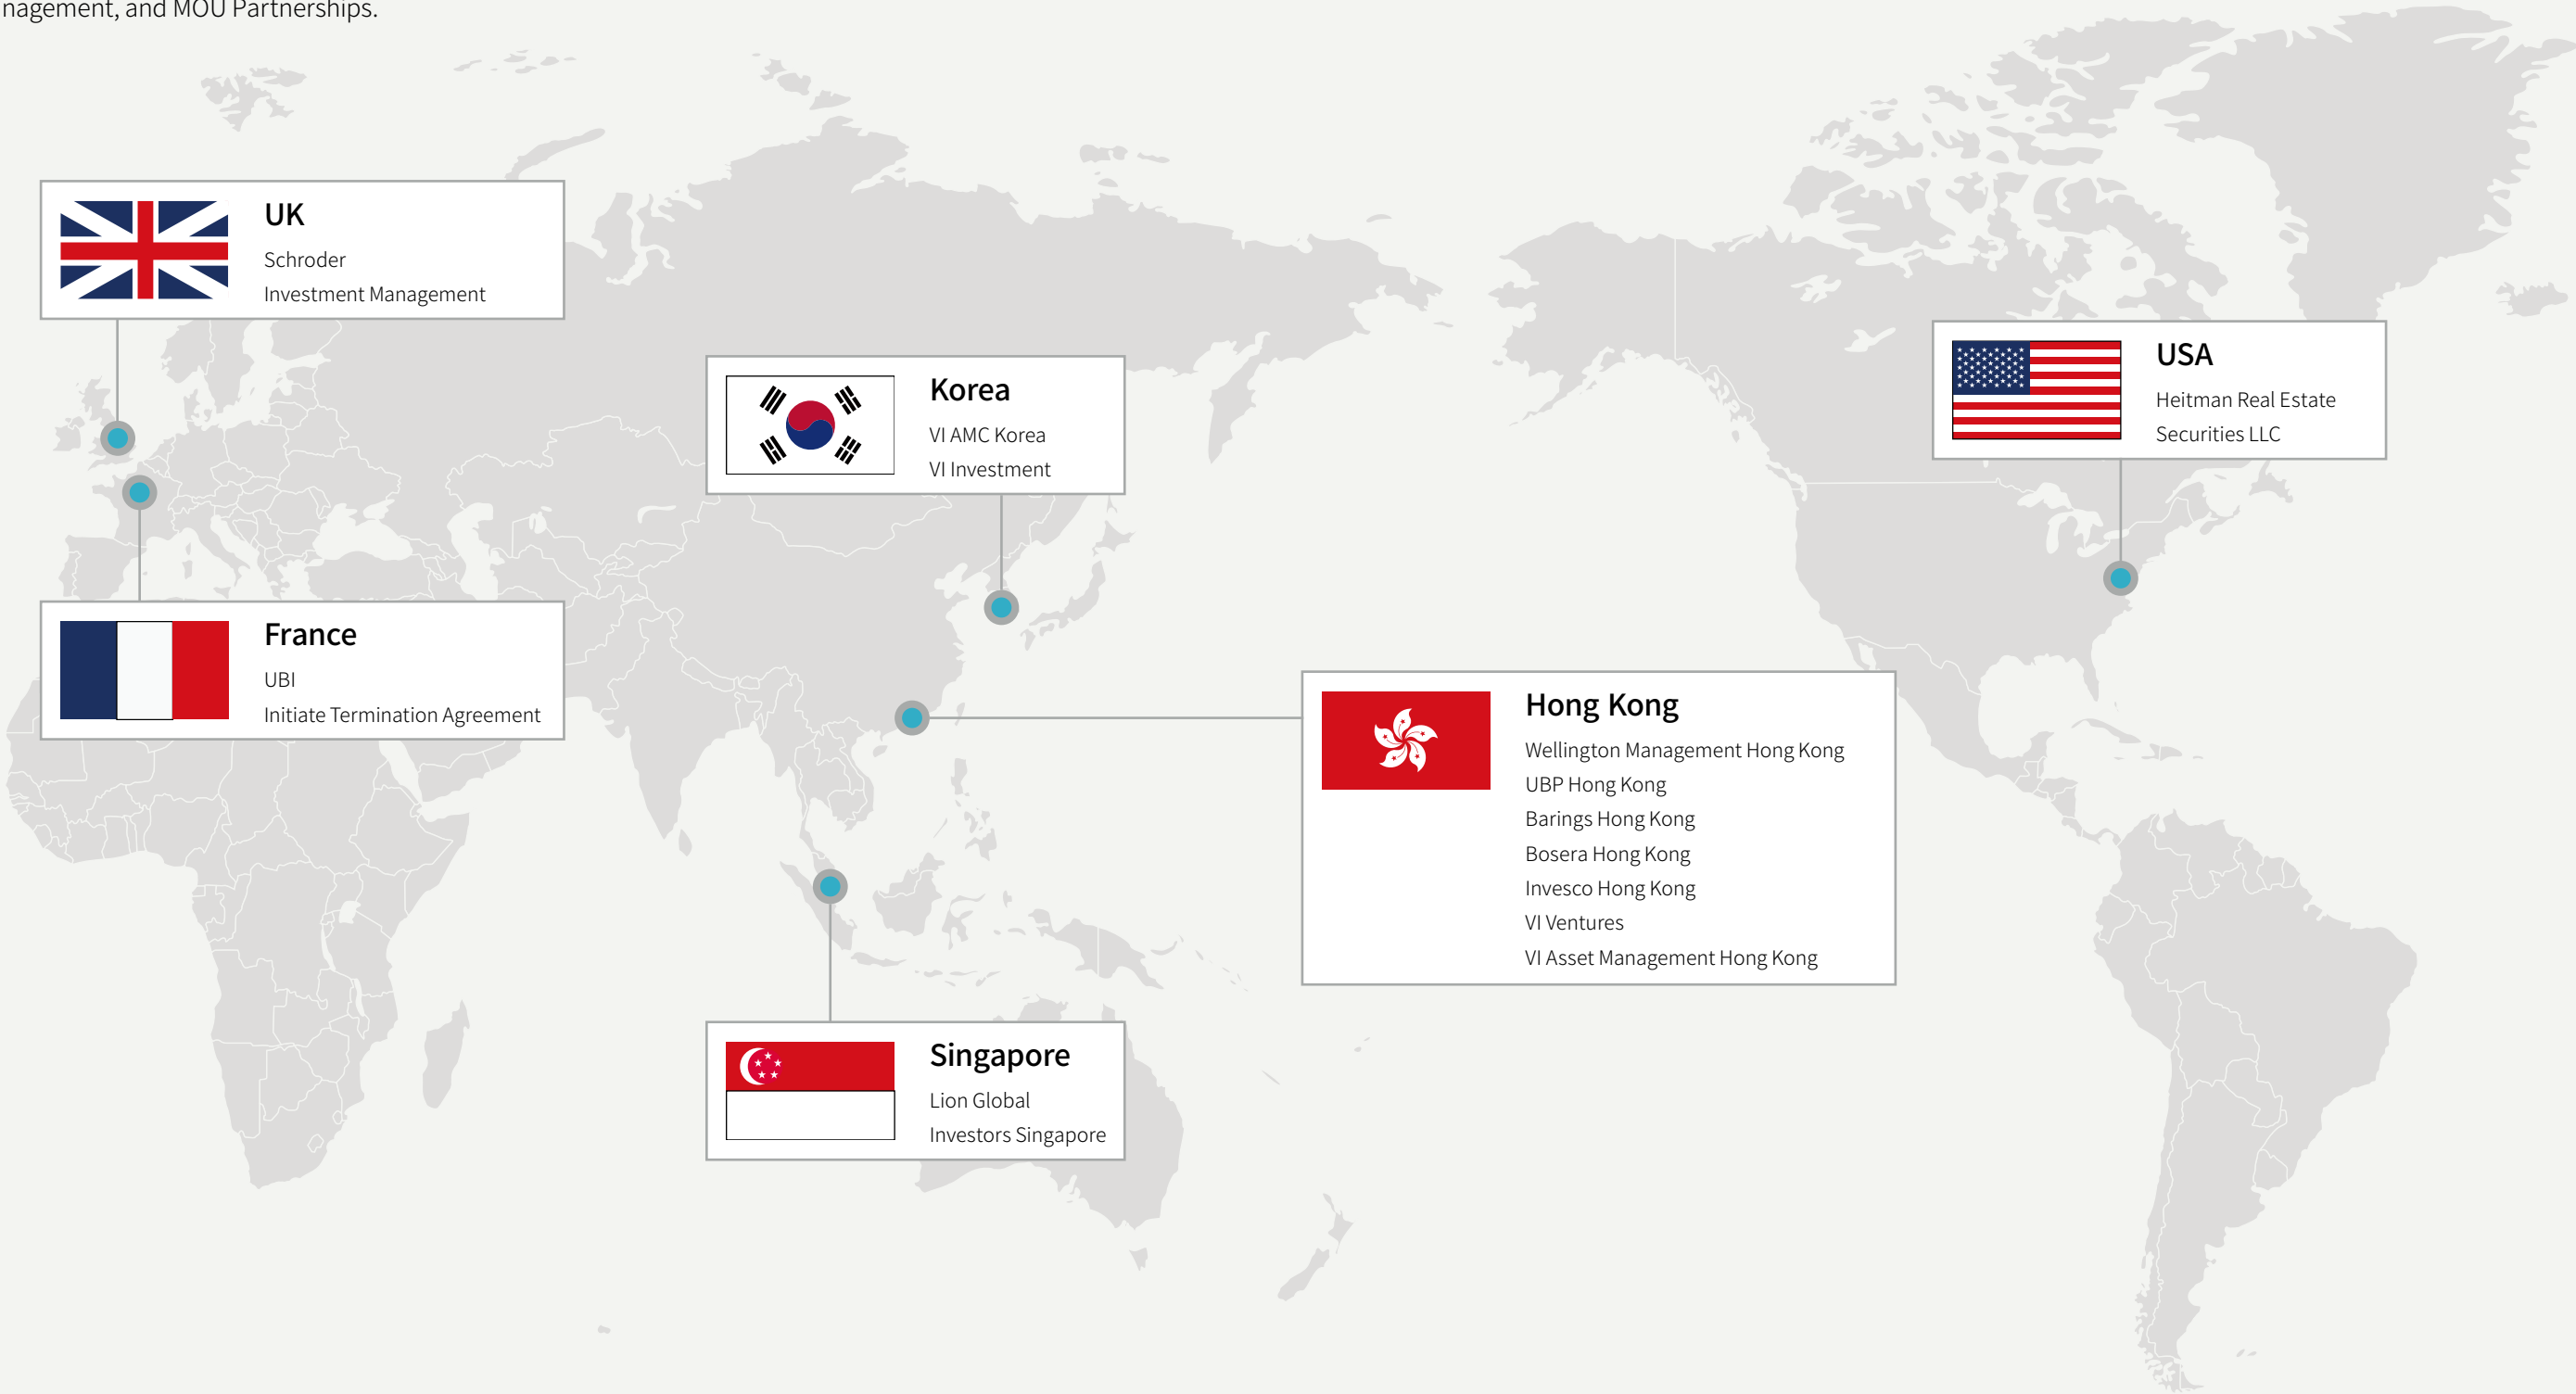 nagement, and MOU Partnerships.
UK
Schroder
Investment Management
Korea
VI AMC Korea
VI Investment
USA
Heitman Real Estate
Securities LLC
France
UBI
Initiate Termination Agreement
Hong Kong
Wellington Management Hong Kong
UBP Hong Kong
Barings Hong Kong
Bosera Hong Kong
Invesco Hong Kong
VI Ventures
VI Asset Management Hong Kong
Singapore
Lion Global
Investors Singapore